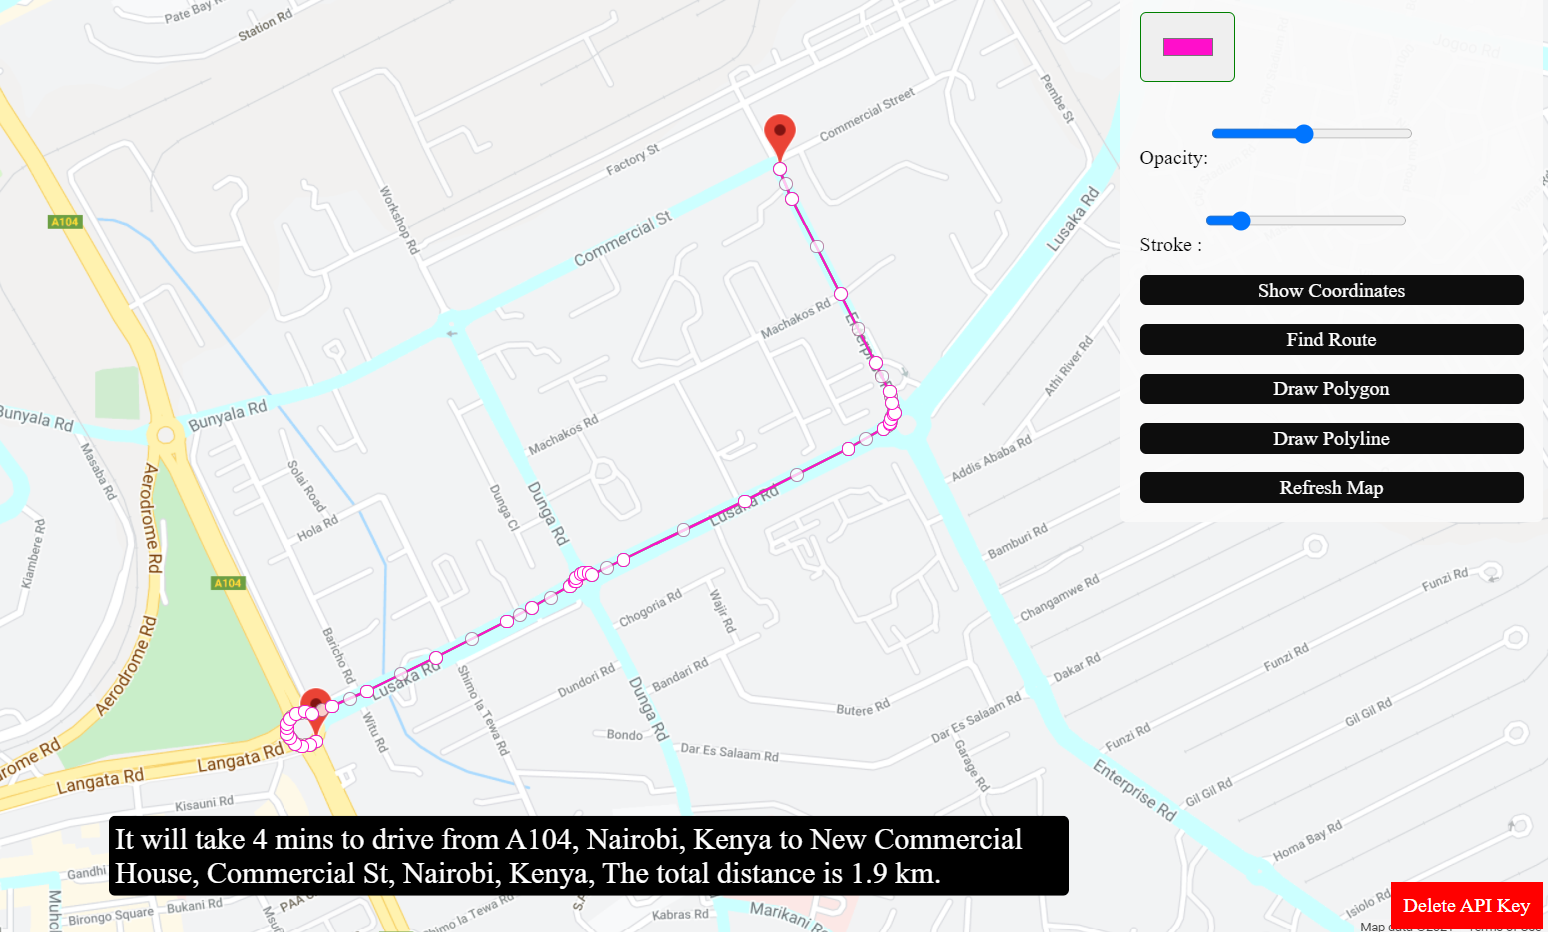 Pate Bay Rd
Station Rd
Jogoo Rd
Pembe St
Commercial Street
Factory St
Workshop Rd
A104
Commercial St
Lusaka Rd
Opacity:
Stroke :
Show Coordinates
Find Route
Draw Polygon
Draw Polyline
Refresh Map
Machakos Rd
Athi River Rd
Bunyala Rd
Bunyala Rd
Machakos Rd
Masaba Rd
Aerodrome Rd
Solai Road
Hola Rd
Dunga Cl
Dunga Rd
Lusaka Rd
Addis Ababa Rd
Kiambere Rd
A104
Bamburi Rd
Changamwe Rd
Funzi Rd
Chogoria Rd
Wajir Rd
Aerodrome Rd
Baricho Rd
Lusaka Rd
Shimo la Tewa Rd
Dundori Rd
Bandari Rd
Dakar Rd
Funzi Rd
Dunga Rd
Butere Rd
Dar Es Salaam Rd
Gil Gil Rd
Witu Rd
Bondo
Dar Es Salaam Rd
Garage Rd
Funzi Rd
Langata Rd
Langata Rd
Enterprise Rd
Gil Gil Rd
Kisauni Rd
It will take 4 mins to drive from A104, Nairobi, Kenya to New Commercial
House, Commercial St, Nairobi, Kenya, The total distance is 1.9 km.
Homa Bay Rd
Gandhi
Birongo Square
Bukani Rd
Shimo la Tewa Rd
Kabras Rd
Marikani Rd
Isiolo Rd
Delete API Key
Map data